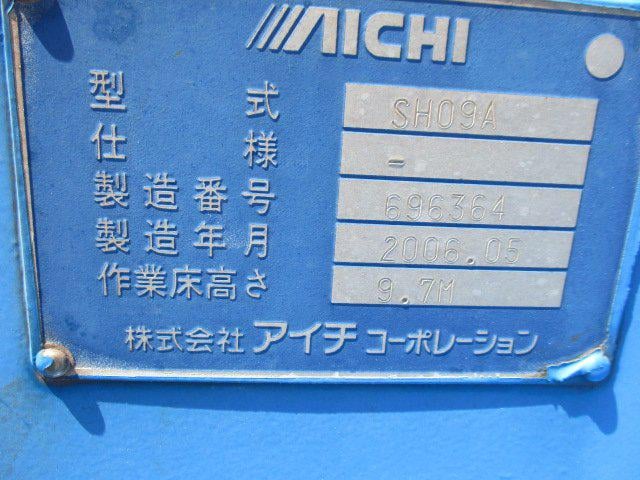 AICHI
型式 SH09A
仕様 -
製造番号 696364
製造年月 2006.05
作業床高さ 9.7M
株式会社 アイチ コーポレーション